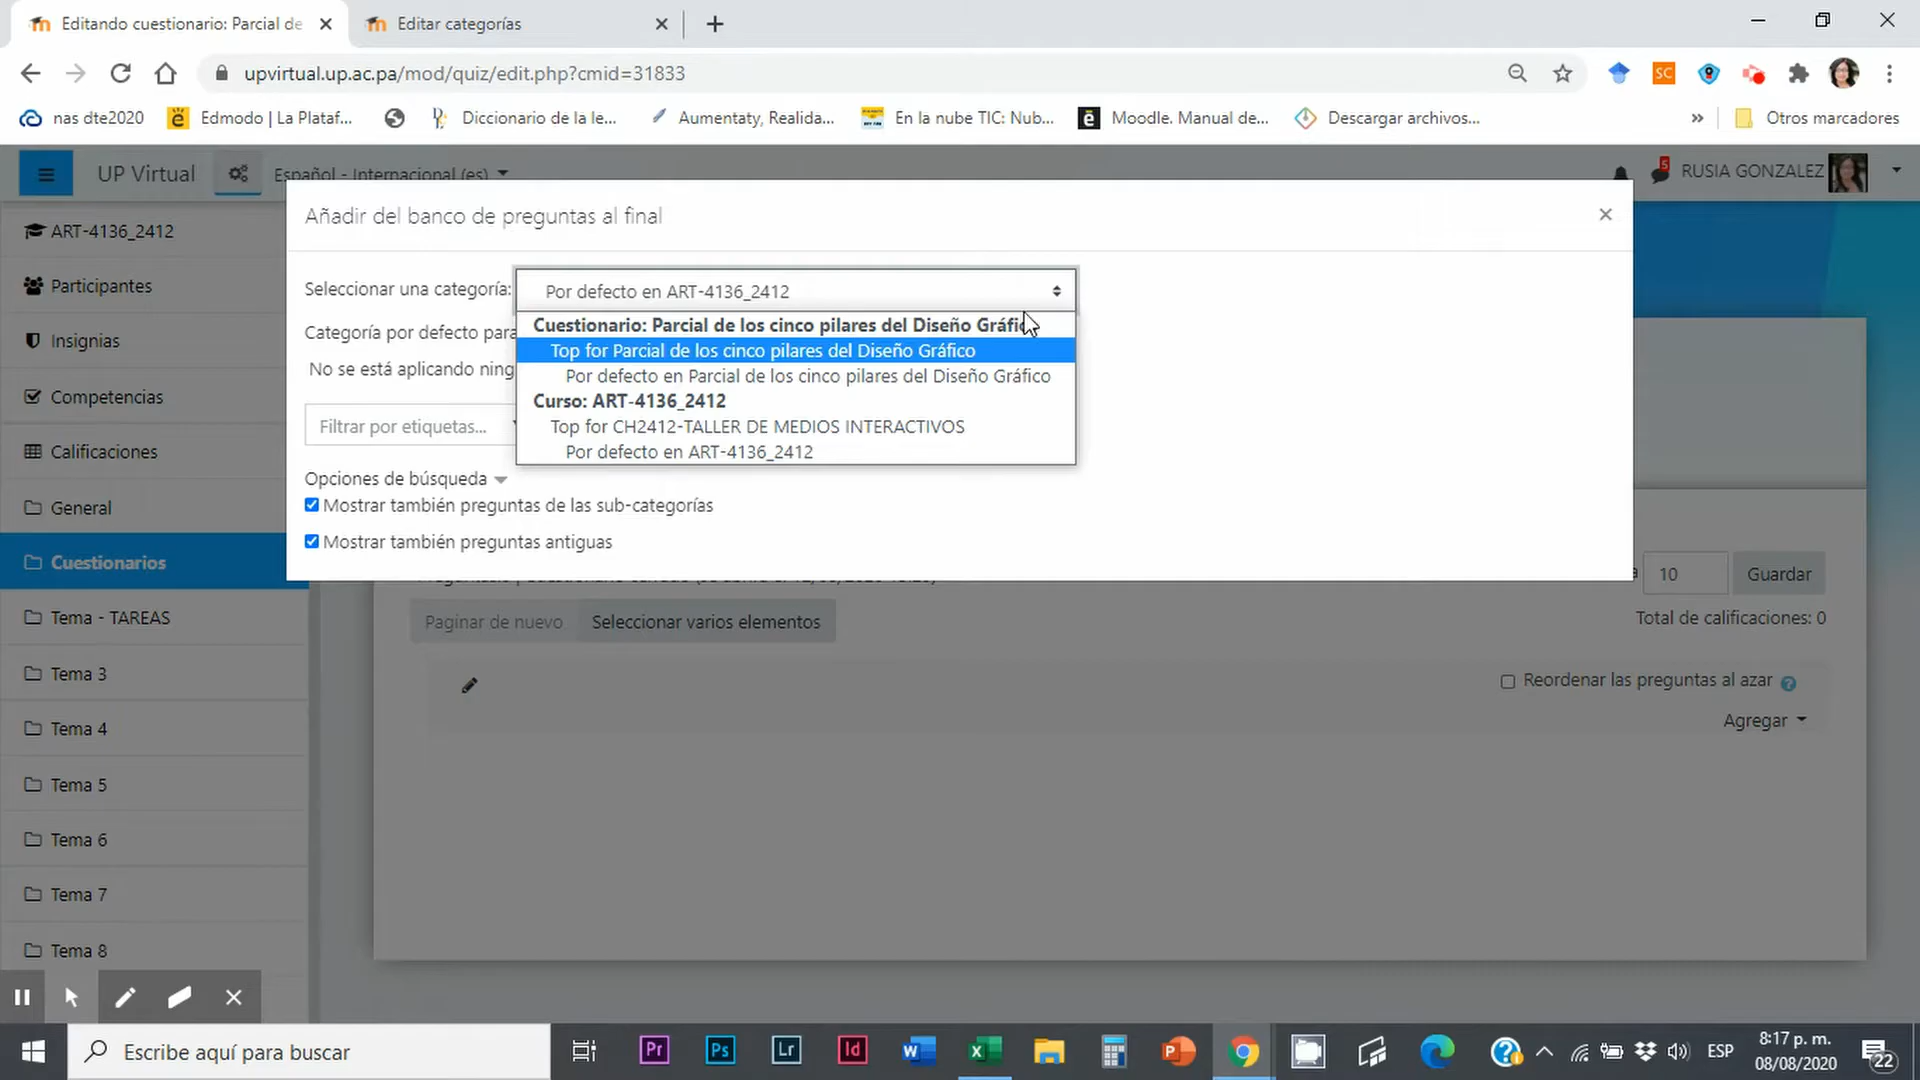 Editando cuestionario: Parcial de
Editar categorías
upvirtual.up.ac.pa/mod/quiz/edit.php?cmid=31833
SC
nas dte2020
Edmodo | La Plataf...
Diccionario de la le...
Aumentaty, Realida...
En la nube TIC: Nub...
Moodle. Manual de...
Descargar archivos...
»
Otros marcadores
UP Virtual
Español - Internacional (es)
5
RUSIA GONZALEZ
ART-4136_2412
Participantes
Insignias
Competencias
Calificaciones
General
Cuestionarios
Tema - TAREAS
Tema 3
Tema 4
Tema 5
Tema 6
Tema 7
Tema 8
Añadir del banco de preguntas al final
Seleccionar una categoría:
Por defecto en ART-4136_2412
Cuestionario: Parcial de los cinco pilares del Diseño Gráfic
Top for Parcial de los cinco pilares del Diseño Gráfico
Por defecto en Parcial de los cinco pilares del Diseño Gráfico
Curso: ART-4136_2412
Top for CH2412-TALLER DE MEDIOS INTERACTIVOS
Por defecto en ART-4136_2412
Categoría por defecto para
No se está aplicando ning
Filtrar por etiquetas...
Opciones de búsqueda
Mostrar también preguntas de las sub-categorías
Mostrar también preguntas antiguas
10
Guardar
Paginar de nuevo
Seleccionar varios elementos
Total de calificaciones: 0
Reordenar las preguntas al azar
Agregar
Escribe aquí para buscar
Pr
Ps
Lr
Id
ESP
8:17 p. m.
08/08/2020
22